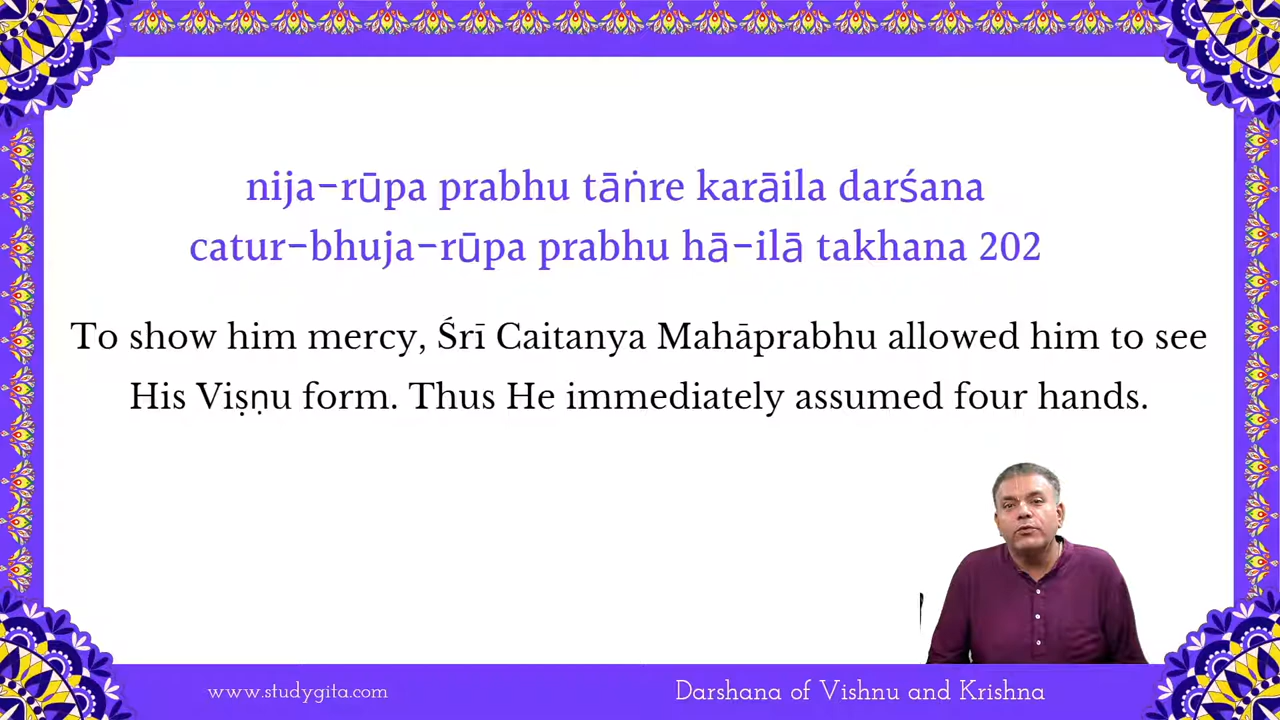 nija-rūpa prabhu tāṅre karāila darśana
catur-bhuja-rūpa prabhu hā-ilā takhana 202
To show him mercy, Śrī Caitanya Mahāprabhu allowed him to see
His Viṣṇu form. Thus He immediately assumed four hands.
www.studygita.com
Darshana of Vishnu and Krishna